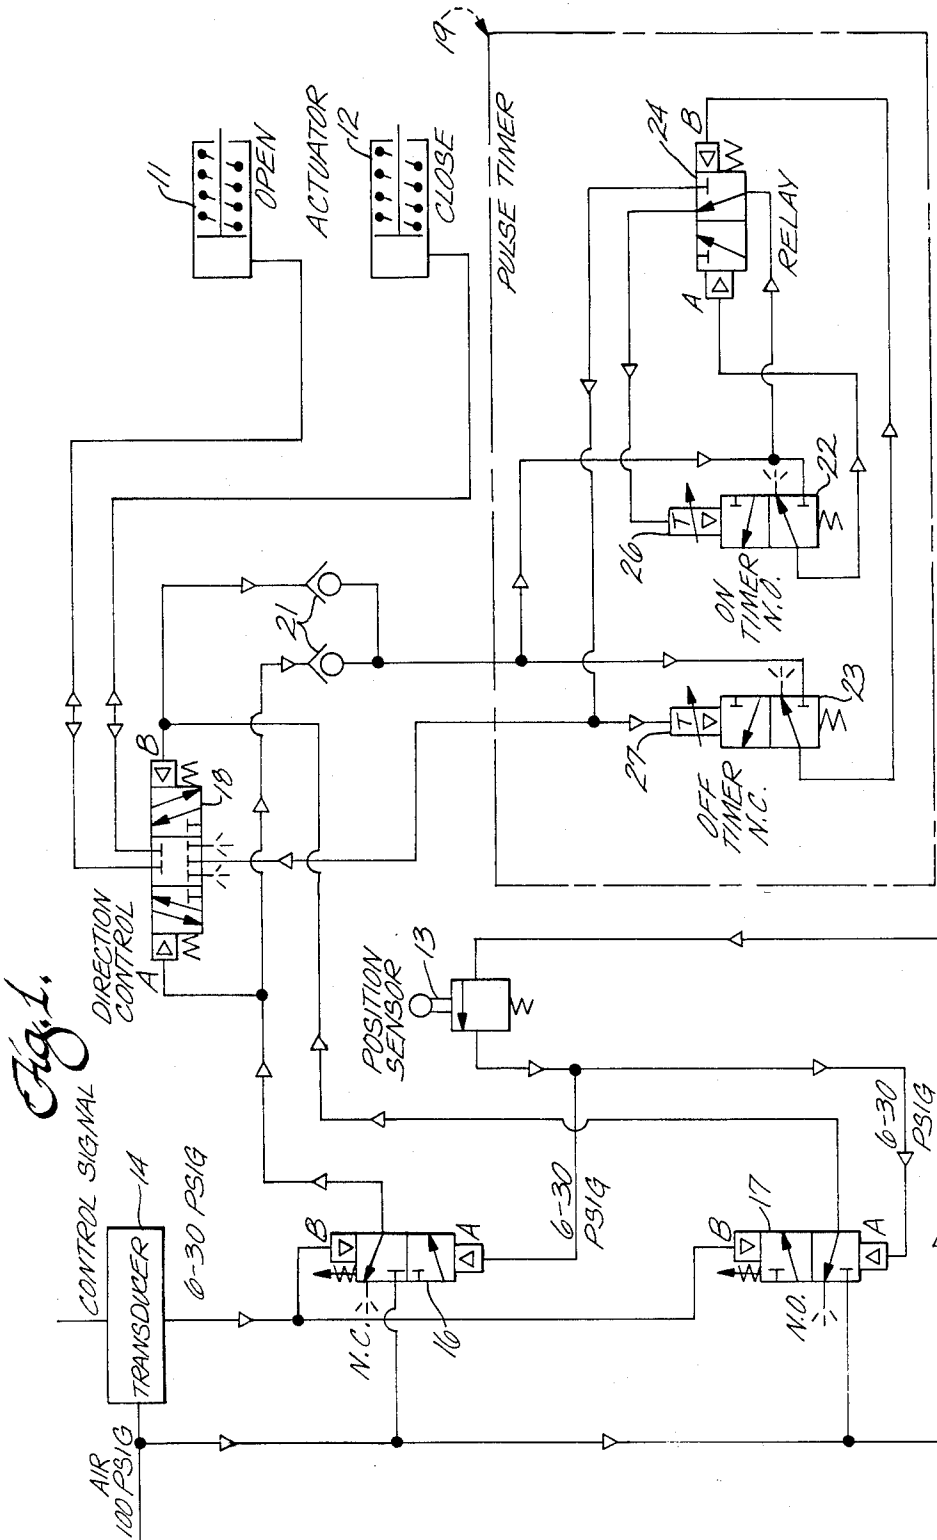 Fig. 1.
AIR
100 PSIG
CONTROL SIGNAL
TRANSDUCER
14
6-30 PSIG
DIRECTION
CONTROL
A
B
18
11
OPEN
ACTUATOR
12
CLOSE
21
POSITION
SENSOR
13
B
N.C.
16
A
6-30
PSIG
B
17
N.O.
A
6-30
PSIG
19
PULSE TIMER
27
OFF
TIMER
N.C.
T
23
26
ON
TIMER
N.O.
T
22
A
B
24
RELAY